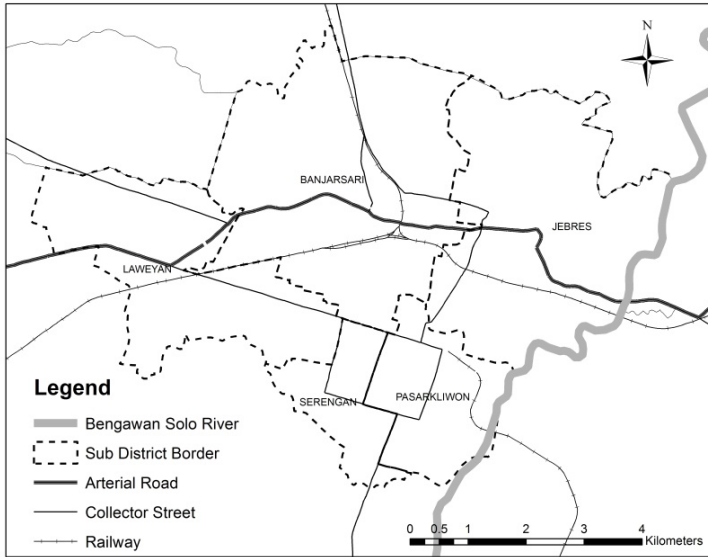 N
BANJARSARI
JEBRES
LAWEYAN
SERENGAN
PASARKLIWON
Legend
Bengawan Solo River
Sub District Border
Arterial Road
Collector Street
Railway
0 0.5 1 2 3 4
Kilometers